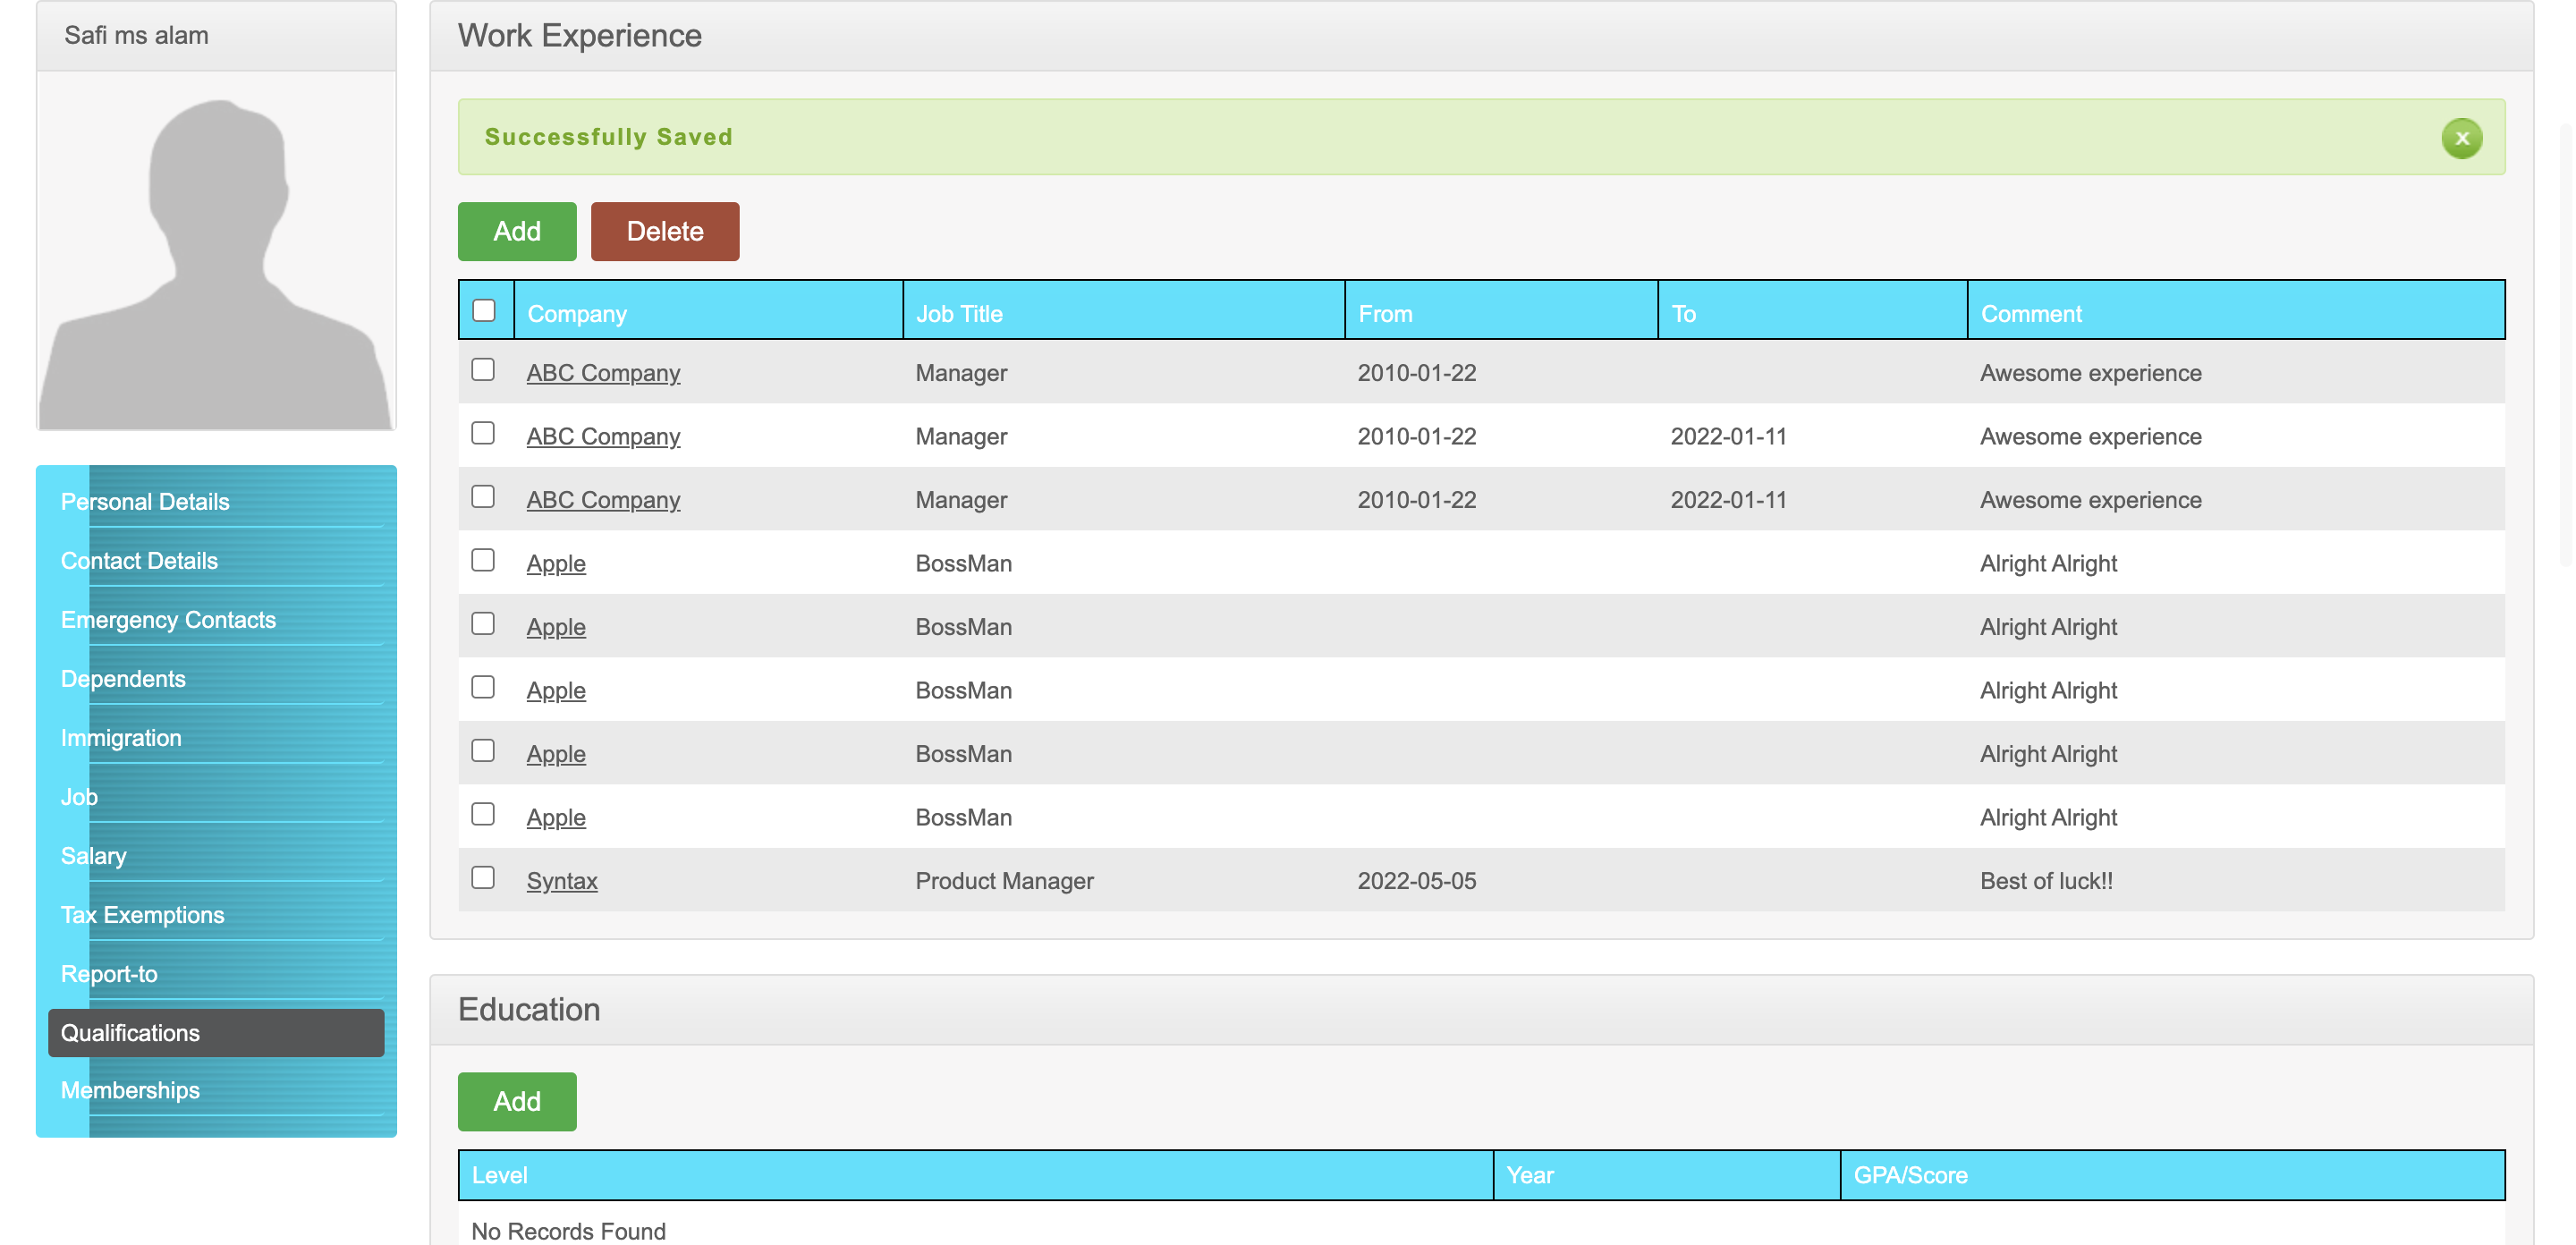 Safi ms alam
Personal Details
Contact Details
Emergency Contacts
Dependents
Immigration
Job
Salary
Tax Exemptions
Report-to
Qualifications
Memberships
Work Experience
Successfully Saved
x
Add Delete
Company Job Title From To Comment
ABC Company Manager 2010-01-22 Awesome experience
ABC Company Manager 2010-01-22 2022-01-11 Awesome experience
ABC Company Manager 2010-01-22 2022-01-11 Awesome experience
Apple BossMan Alright Alright
Apple BossMan Alright Alright
Apple BossMan Alright Alright
Apple BossMan Alright Alright
Apple BossMan Alright Alright
Syntax Product Manager 2022-05-05 Best of luck!!
Education
Add
Level Year GPA/Score
No Records Found